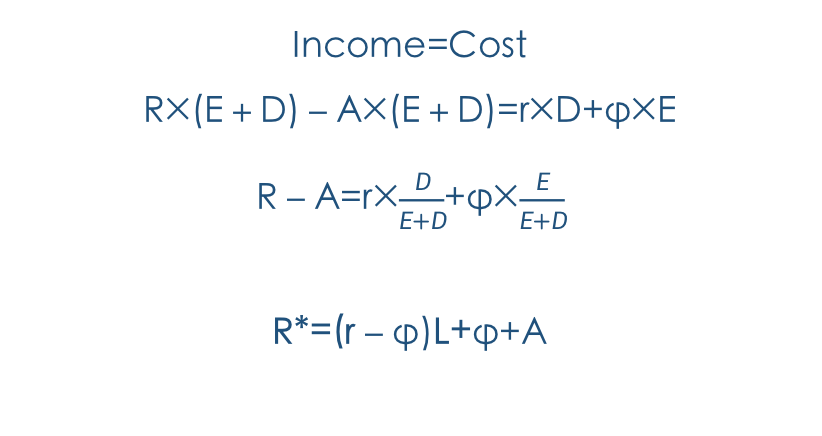 Income=Cost
R×(E + D) – A×(E + D)=r×D+φ×E
R – A=r×D/E+D+φ×E/E+D
R*=(r – φ)L+φ+A